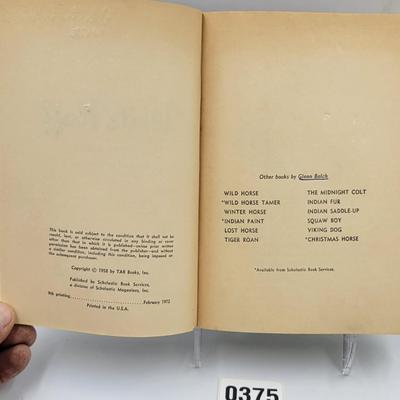 This book is sold subject to the condition that it shall not be
resold, lent, or otherwise circulated in any binding or cover
other than that in which it is published—unless prior written
permission has been obtained from the publisher—and without
a similar condition, including this condition, being imposed on
the subsequent purchaser.
Copyright © 1958 by TAB Books, Inc.
Published by Scholastic Book Services,
a division of Scholastic Magazines, Inc.
9th printing February 1972
Printed in the U.S.A.
Other books by Glenn Balch
WILD HORSE
*WILD HORSE TAMER
WINTER HORSE
*INDIAN PAINT
LOST HORSE
TIGER ROAN
THE MIDNIGHT COLT
INDIAN FUR
INDIAN SADDLE-UP
SQUAW BOY
VIKING DOG
*CHRISTMAS HORSE
*Available from Scholastic Book Services.
0375